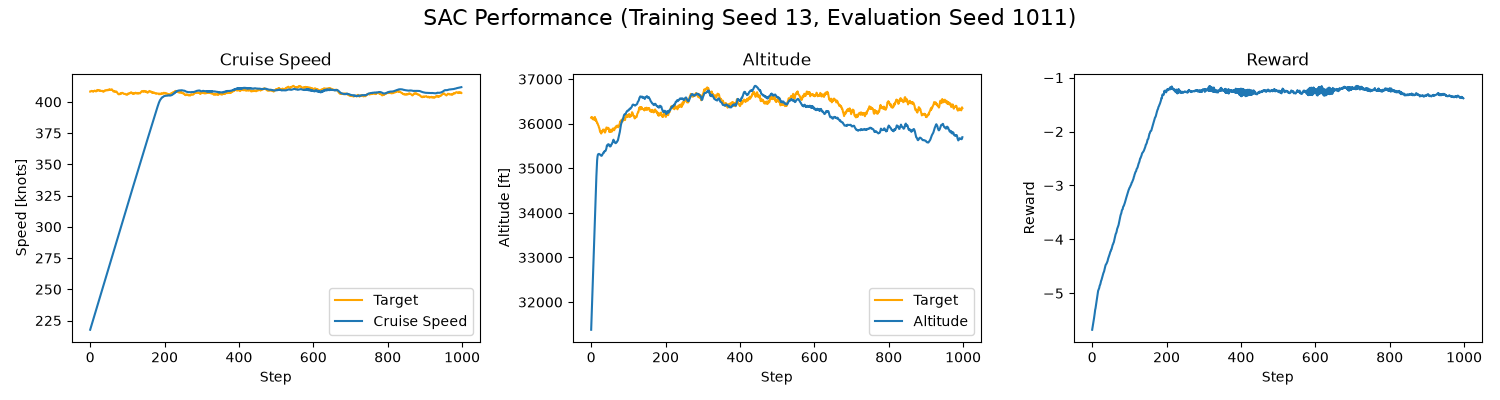 SAC Performance (Training Seed 13, Evaluation Seed 1011)
Cruise Speed
Speed [knots]
400
375
350
325
300
275
250
225
0
200
400
600
800
1000
Step
Target
Cruise Speed
Altitude
Altitude [ft]
37000
36000
35000
34000
33000
32000
0
200
400
600
800
1000
Step
Target
Altitude
Reward
Reward
−1
−2
−3
−4
−5
0
200
400
600
800
1000
Step